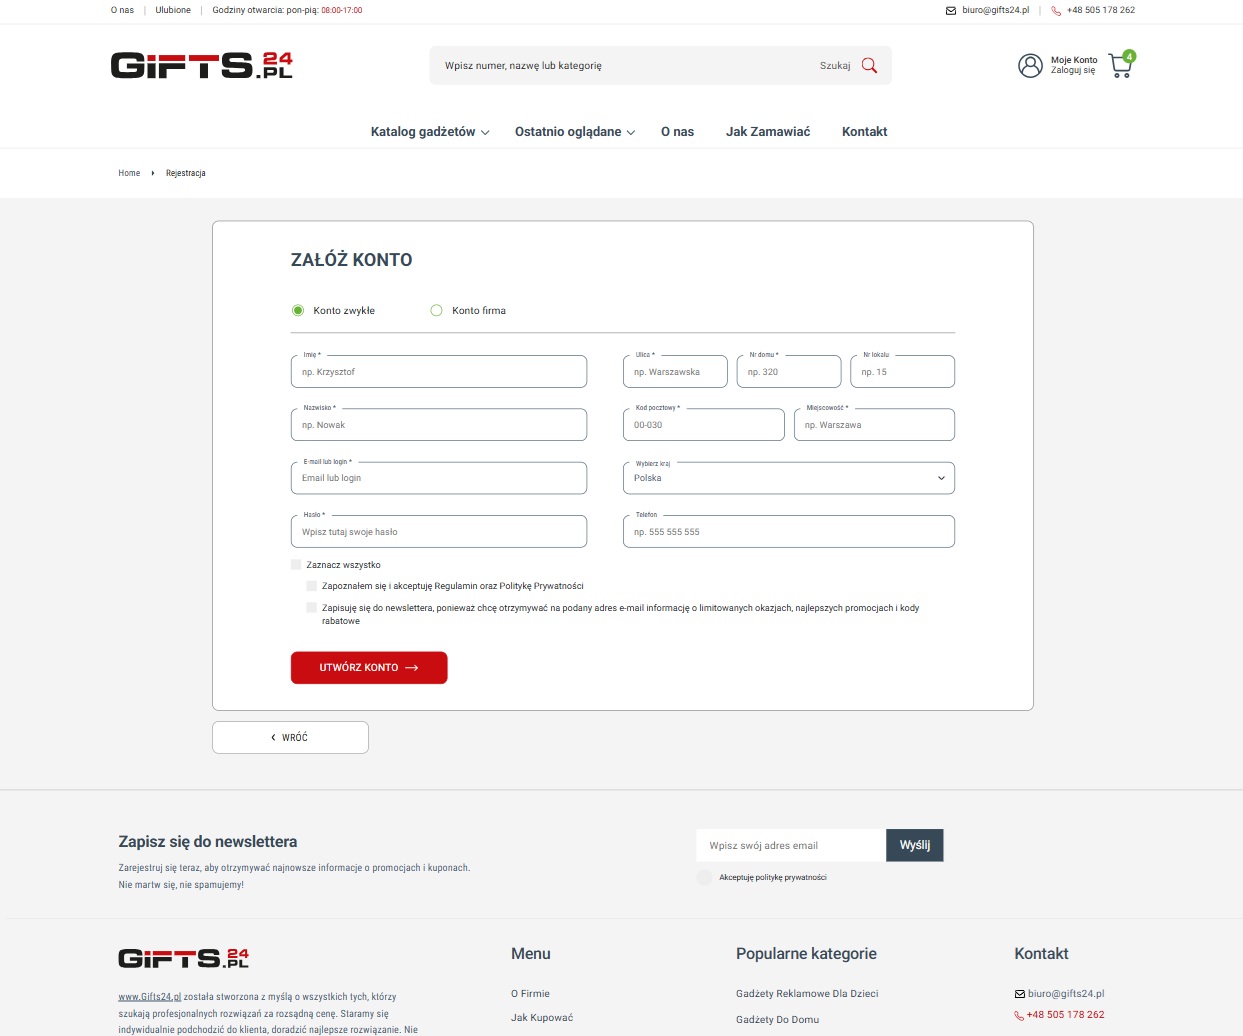 O nas | Ulubione | Godziny otwarcia: pon-pią: 08:00-17:00
biuro@gifts24.pl | +48 505 178 262
GiFTS24.PL
Wpisz numer, nazwę lub kategorię
Szukaj
Moje Konto
Zaloguj się
4
Katalog gadżetów
Ostatnio oglądane
O nas
Jak Zamawiać
Kontakt
Home
Rejestracja
ZAŁÓŻ KONTO
Konto zwykłe
Konto firma
Imię *
np. Krzysztof
Ulica *
np. Warszawska
Nr domu *
np. 320
Nr lokalu
np. 15
Nazwisko *
np. Nowak
Kod pocztowy *
00-030
Miejscowość *
np. Warszawa
E-mail lub login *
Email lub login
Wybierz kraj
Polska
Hasło *
Wpisz tutaj swoje hasło
Telefon
np. 555 555 555
Zaznacz wszystko
Zapoznałem się i akceptuję Regulamin oraz Politykę Prywatności
Zapisuję się do newslettera, ponieważ chcę otrzymywać na podany adres e-mail informację o limitowanych okazjach, najlepszych promocjach i kody
rabatowe
UTWÓRZ KONTO
WRÓĆ
Zapisz się do newslettera
Zarejestruj się teraz, aby otrzymywać najnowsze informacje o promocjach i kuponach.
Nie martw się, nie spamujemy!
Wpisz swój adres email
Wyślij
Akceptuję politykę prywatności
GiFTS24.PL
www.Gifts24.pl została stworzona z myślą o wszystkich tych, którzy
szukają profesjonalnych rozwiązań za rozsądną cenę. Staramy się
indywidualnie podchodzić do klienta, doradzić najlepsze rozwiązanie. Nie
Menu
O Firmie
Jak Kupować
Popularne kategorie
Gadżety Reklamowe Dla Dzieci
Gadżety Do Domu
Kontakt
biuro@gifts24.pl
+48 505 178 262